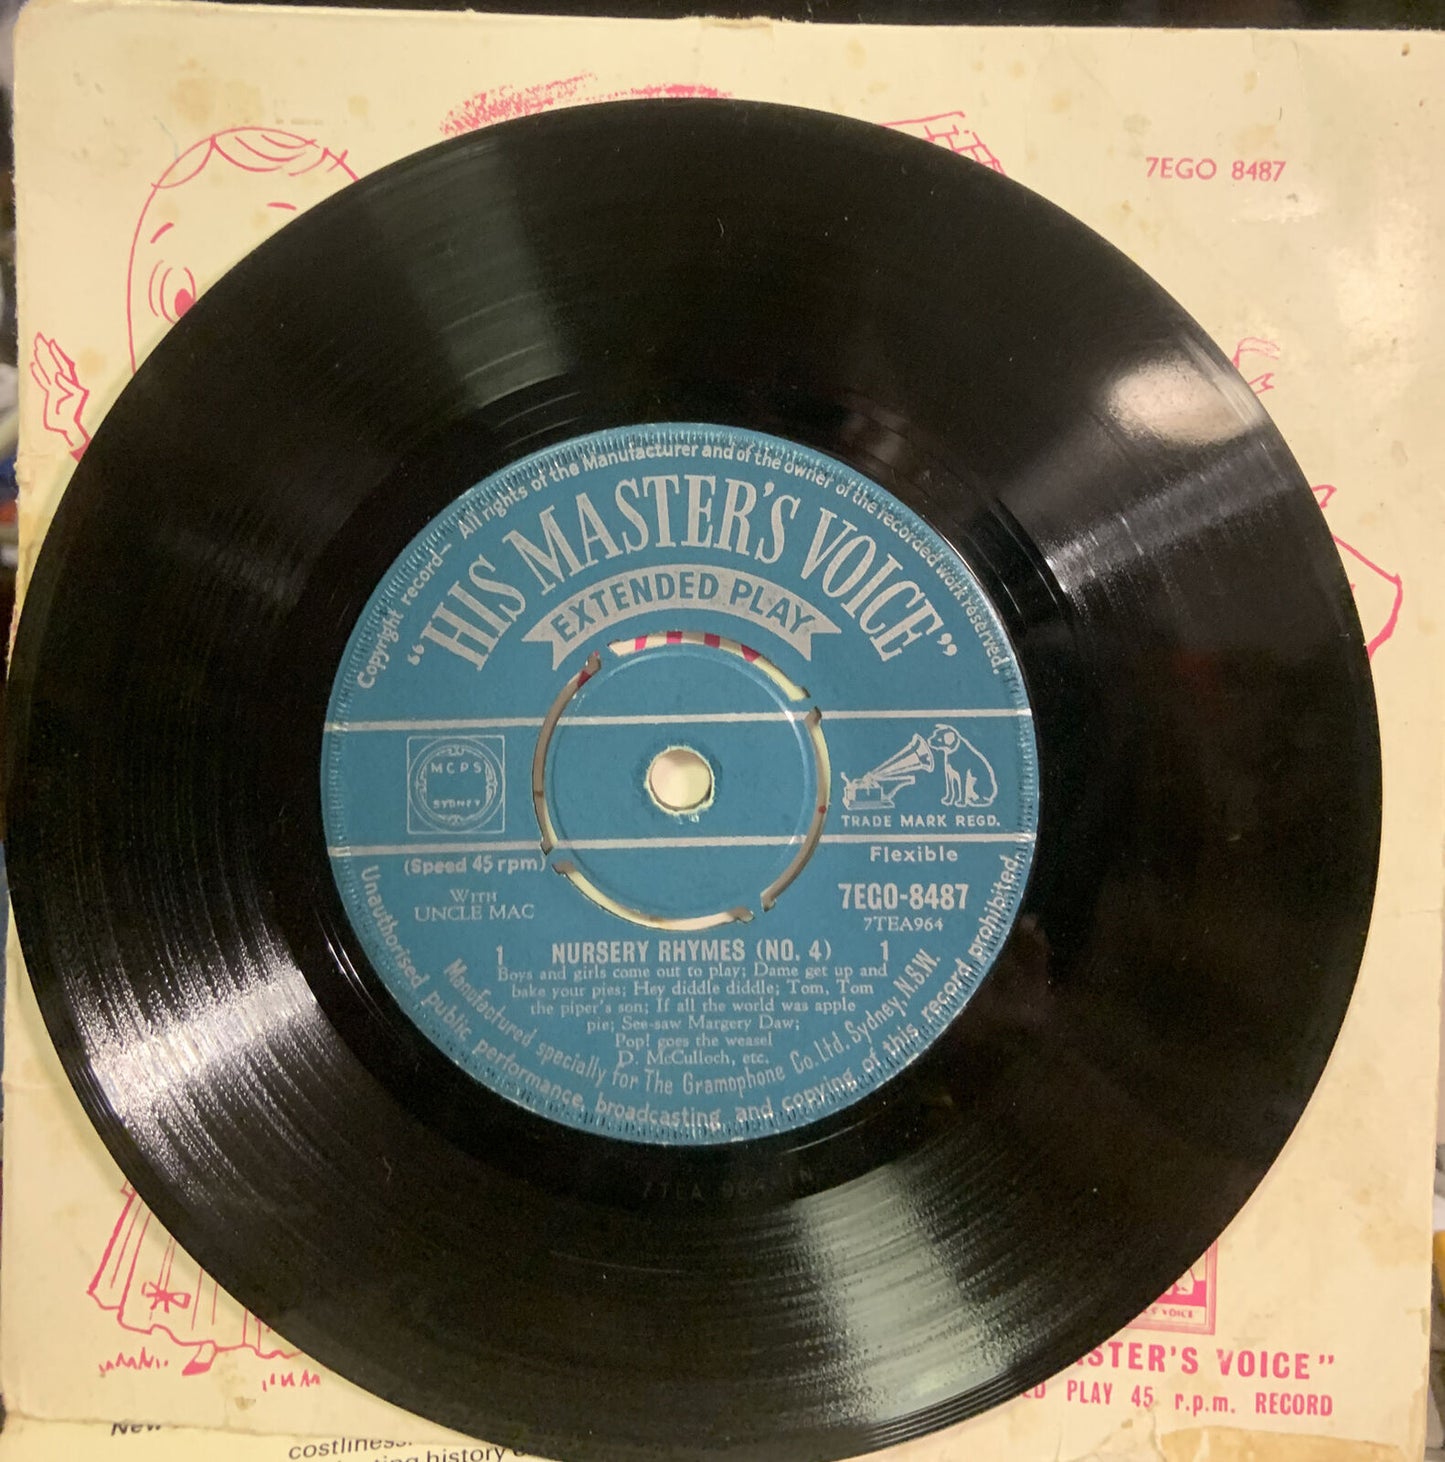 7EGO 8487
Copyright record— All rights of the Manufacturer and of the owner of the recorded work reserved.
"HIS MASTER'S VOICE"
EXTENDED PLAY
MCPS
SYDNEY
TRADE MARK REGD.
(Speed 45 rpm)
Flexible
WITH
UNCLE MAC
7EGO-8487
7TEA964
1 NURSERY RHYMES (NO. 4) 1
Boys and girls come out to play; Dame get up and
bake your pies; Hey diddle diddle; Tom, Tom
the piper's son; If all the world was apple
pie; See-saw Margery Daw;
Pop! goes the weasel
D. McCulloch, etc.
Manufactured specially for The Gramophone Co. Ltd. Sydney, N.S.W.
Unauthorised public performance broadcasting and copying of this record prohibited
7TEA 964
VOICE
STER'S VOICE"
PLAY 45 r.p.m. RECORD
New
costliness.
history